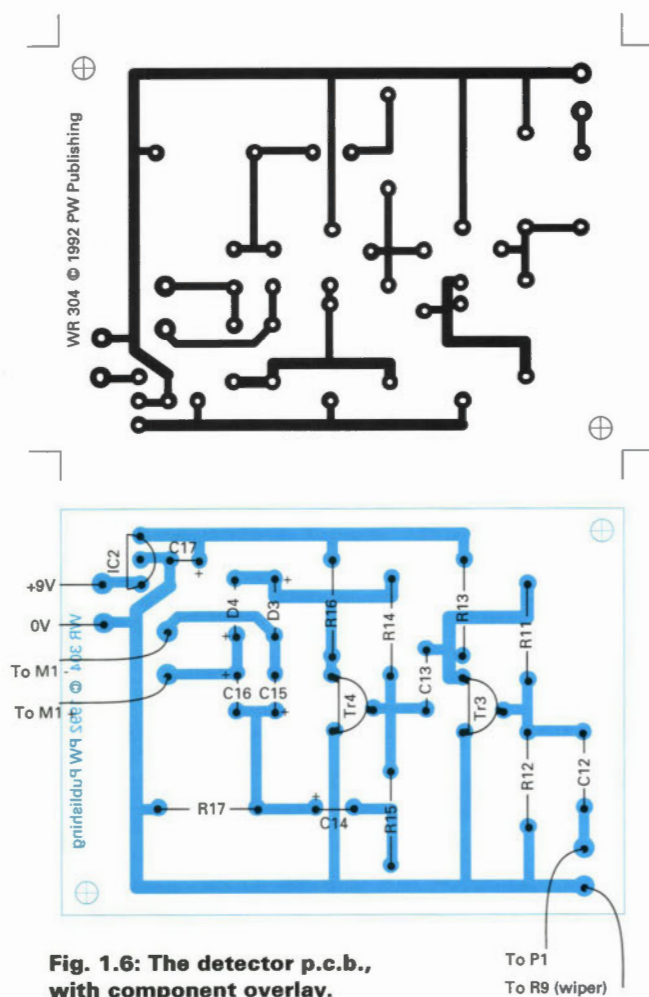 WR 304 © 1992 PW Publishing
IC2
C17
+
+9V
0V
WR 304 © 1992 PW Publishing
To M1 -
To M1 +
D4
D3
+
+
+
C16
C15
+
R16
R14
C13
R13
R11
Tr4
Tr3
R12
C12
R17
+
C14
R15
To P1
To R9 (wiper)
Fig. 1.6: The detector p.c.b.,
with component overlay.